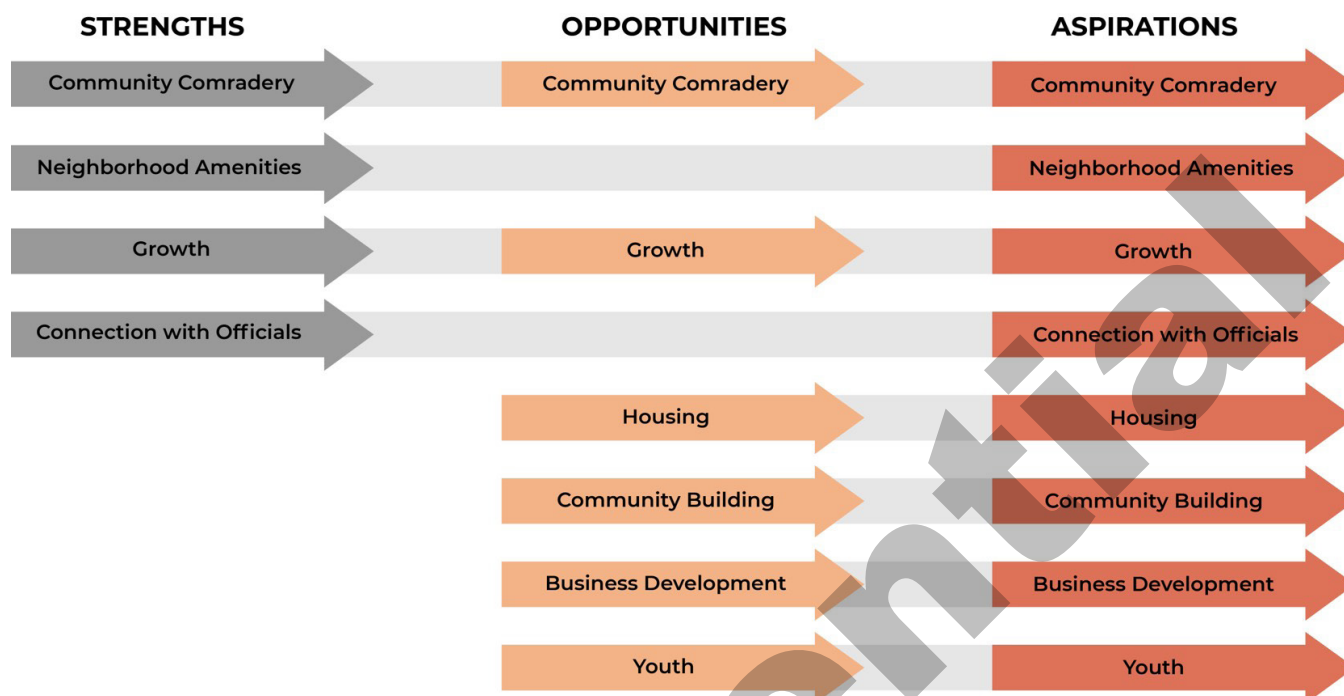 STRENGTHS OPPORTUNITIES ASPIRATIONS
Community Comradery Community Comradery Community Comradery
Neighborhood Amenities Neighborhood Amenities
Growth Growth Growth
Connection with Officials Connection with Officials
Housing Housing
Community Building Community Building
Business Development Business Development
Youth Youth
ential